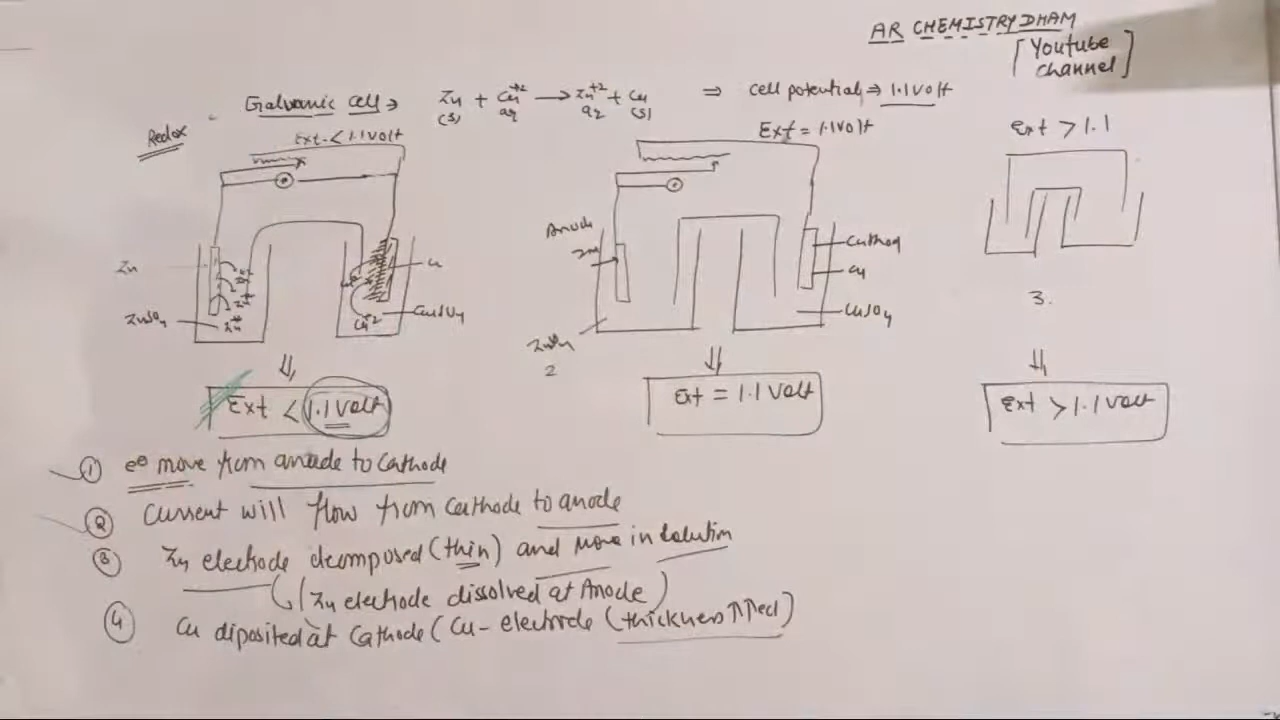 AR CHEMISTRY DHAM
[Youtube channel]
Galvanic cell → Zn (s) + Cu+2 aq → Zn+2 aq + Cu (s) ⇒ cell potential ⇒ 1.1 volt
Redox
Ext < 1.1 volt
Ext = 1.1 volt
Ext > 1.1
Zn
ZnSO4
Cu
CuSO4
Cu+2
Anode
Zn
Cathod
Cu
CuSO4
ZnSO4
2
3.
Ext < 1.1 volt
Ext = 1.1 volt
Ext > 1.1 volt
① e⊖ move from anode to Cathode
② Current will flow from Cathode to anode
③ Zn electrode decomposed (thin) and move in solution
(Zn electrode dissolved at Anode)
④ Cu diposited at Cathode (Cu- electrode (thickness ↑↑ed)